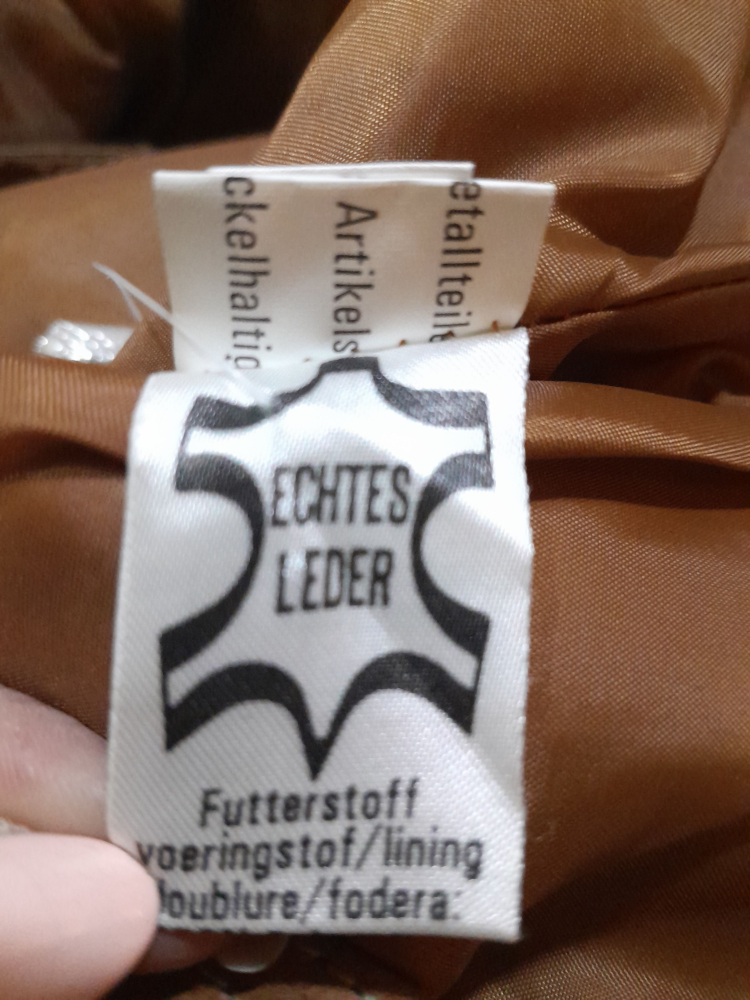 etallteile
Artikels
ckelhaltig
ECHTES
LEDER
Futterstoff
voeringstof/lining
doublure/fodera: